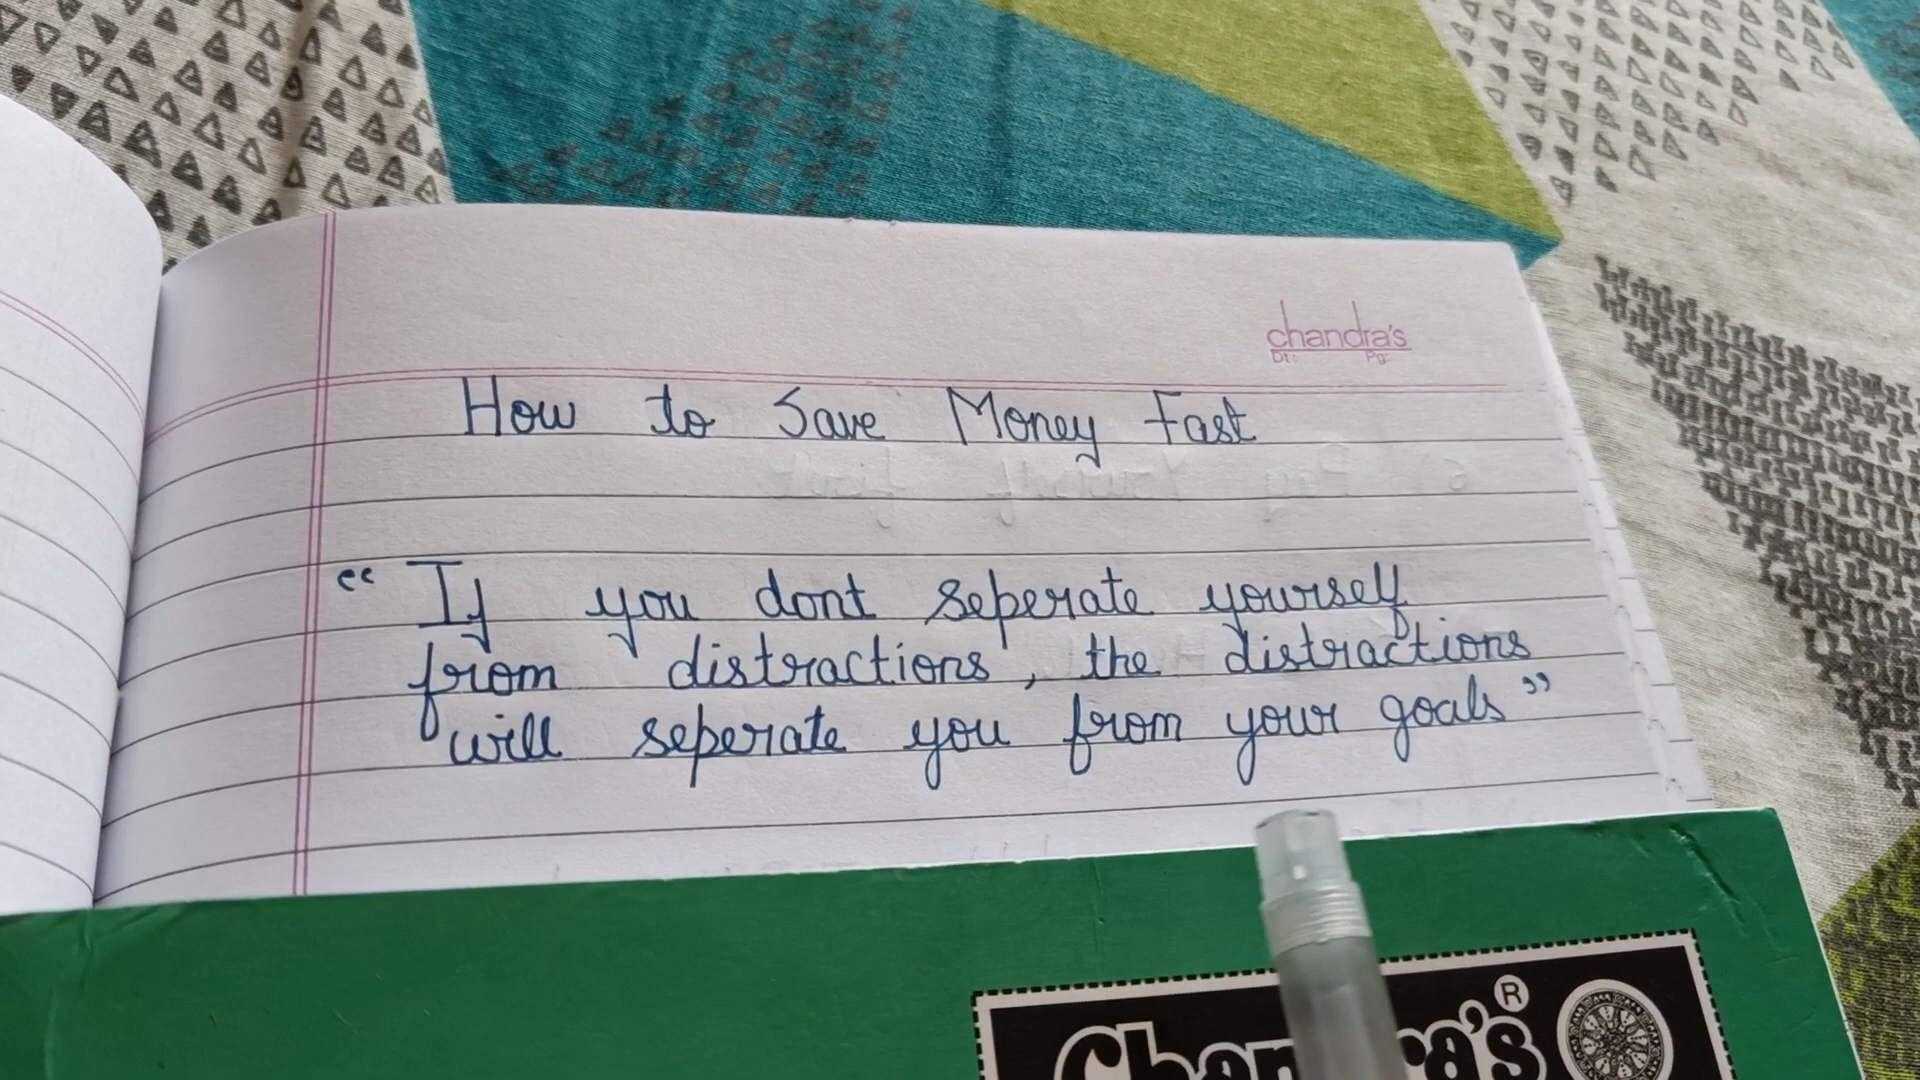 chandra's
Dt: Pg:
How to Save Money Fast
“ If you dont seperate yourself
from distractions, the distractions
will seperate you from your goals ”
R